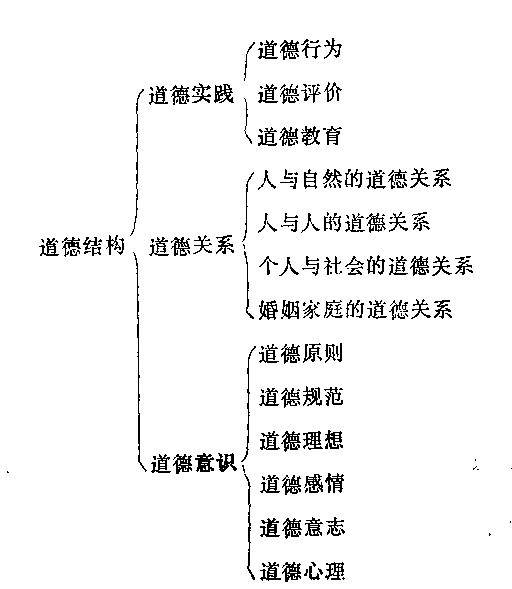 道德结构
道德实践
道德行为
道德评价
道德教育
道德关系
人与自然的道德关系
人与人的道德关系
个人与社会的道德关系
婚姻家庭的道德关系
道德意识
道德原则
道德规范
道德理想
道德感情
道德意志
道德心理